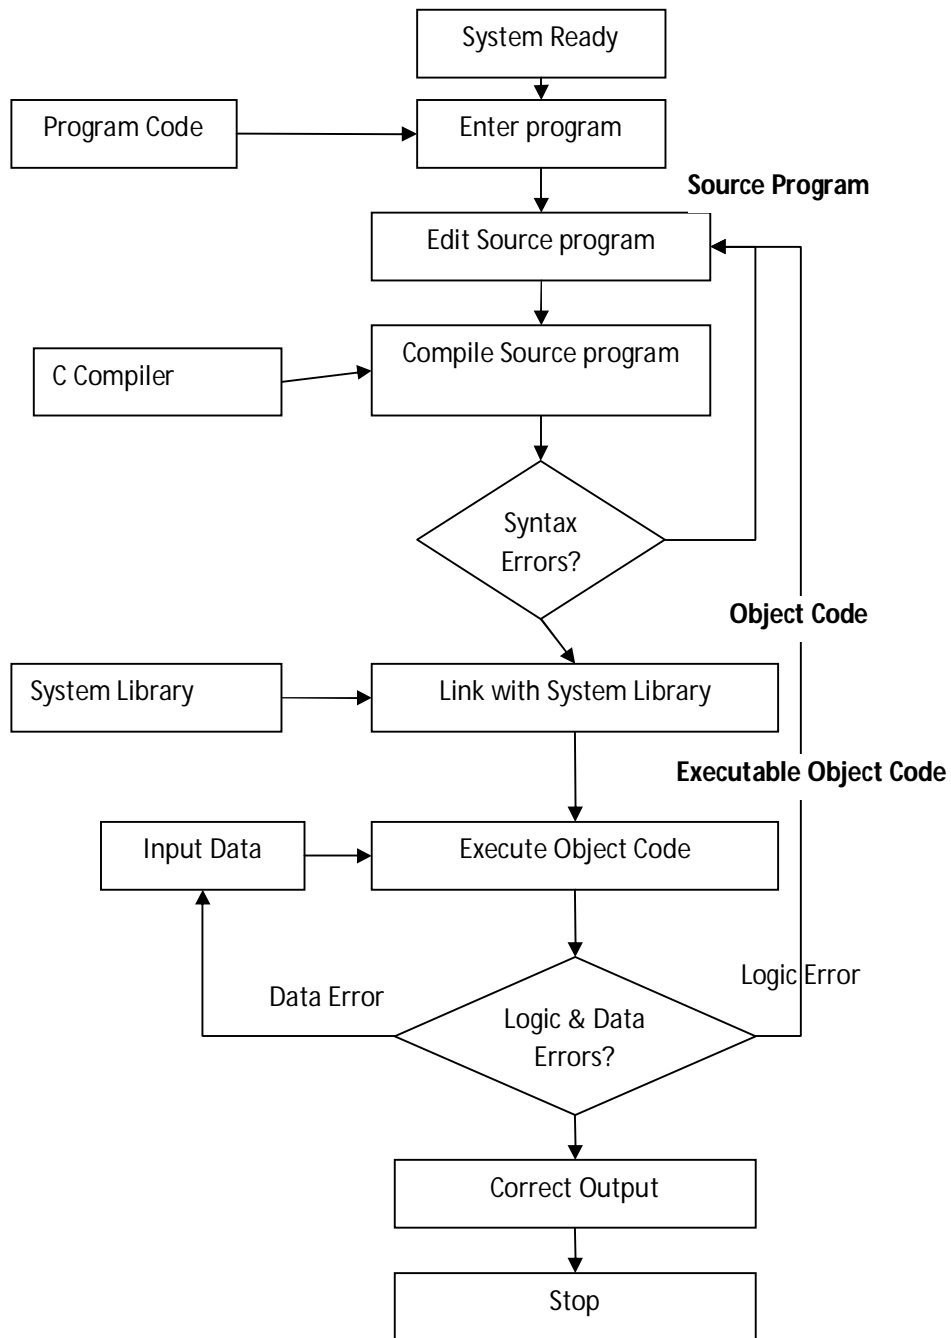 System Ready
Program Code
Enter program
Source Program
Edit Source program
Compile Source program
C Compiler
Syntax
Errors?
Object Code
System Library
Link with System Library
Executable Object Code
Input Data
Execute Object Code
Data Error
Logic Error
Logic & Data
Errors?
Correct Output
Stop